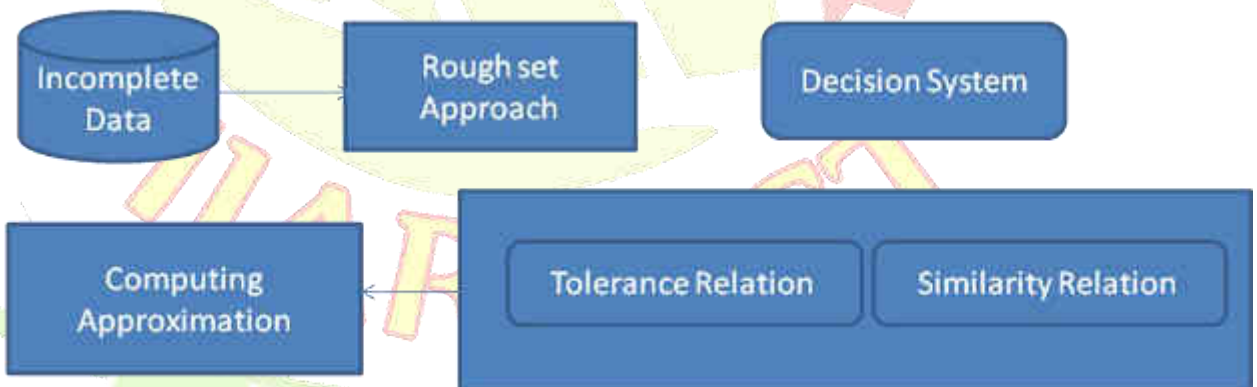 Incomplete
Data
Rough set
Approach
Decision System
Computing
Approximation
Tolerance Relation
Similarity Relation